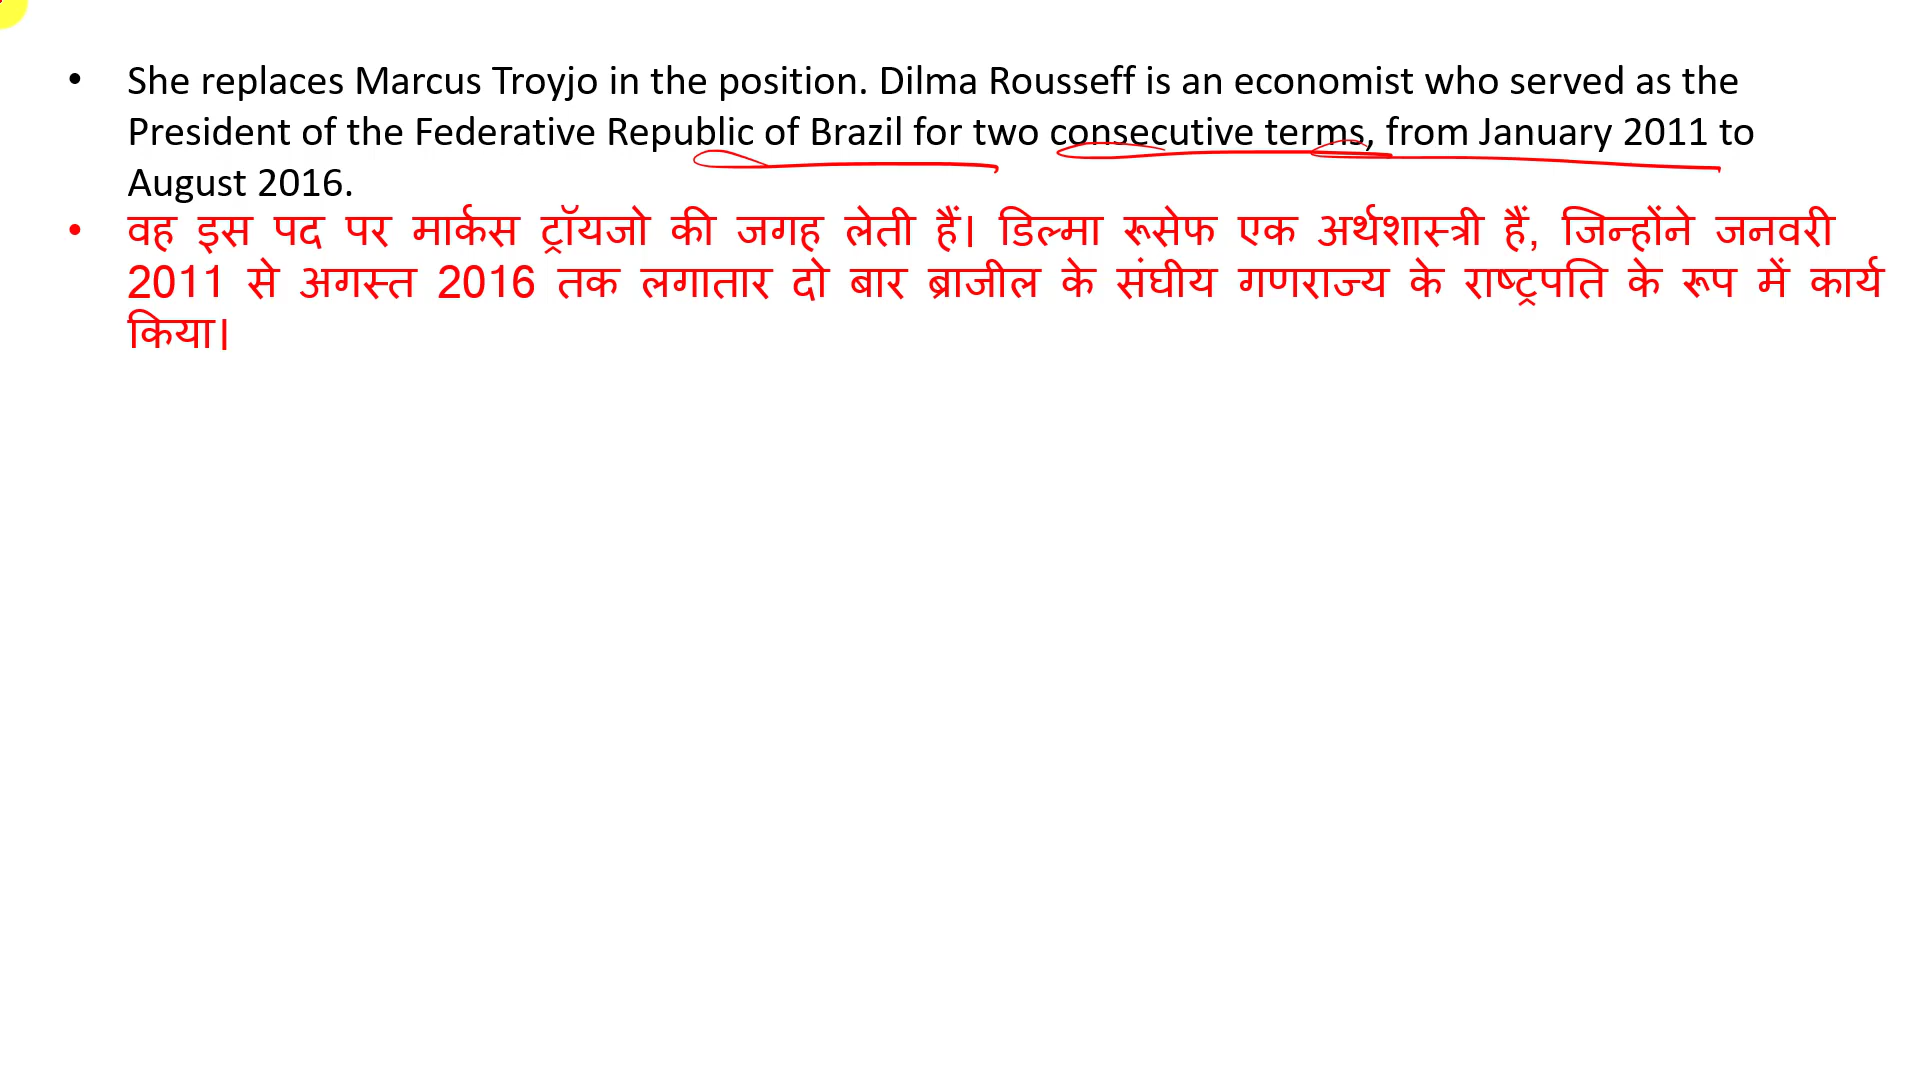 • She replaces Marcus Troyjo in the position. Dilma Rousseff is an economist who served as the
President of the Federative Republic of Brazil for two consecutive terms, from January 2011 to
August 2016.
• वह इस पद पर मार्कस ट्रॉयजो की जगह लेती हैं। डिल्मा रूसेफ एक अर्थशास्त्री हैं, जिन्होंने जनवरी
2011 से अगस्त 2016 तक लगातार दो बार ब्राजील के संघीय गणराज्य के राष्ट्रपति के रूप में कार्य
किया।